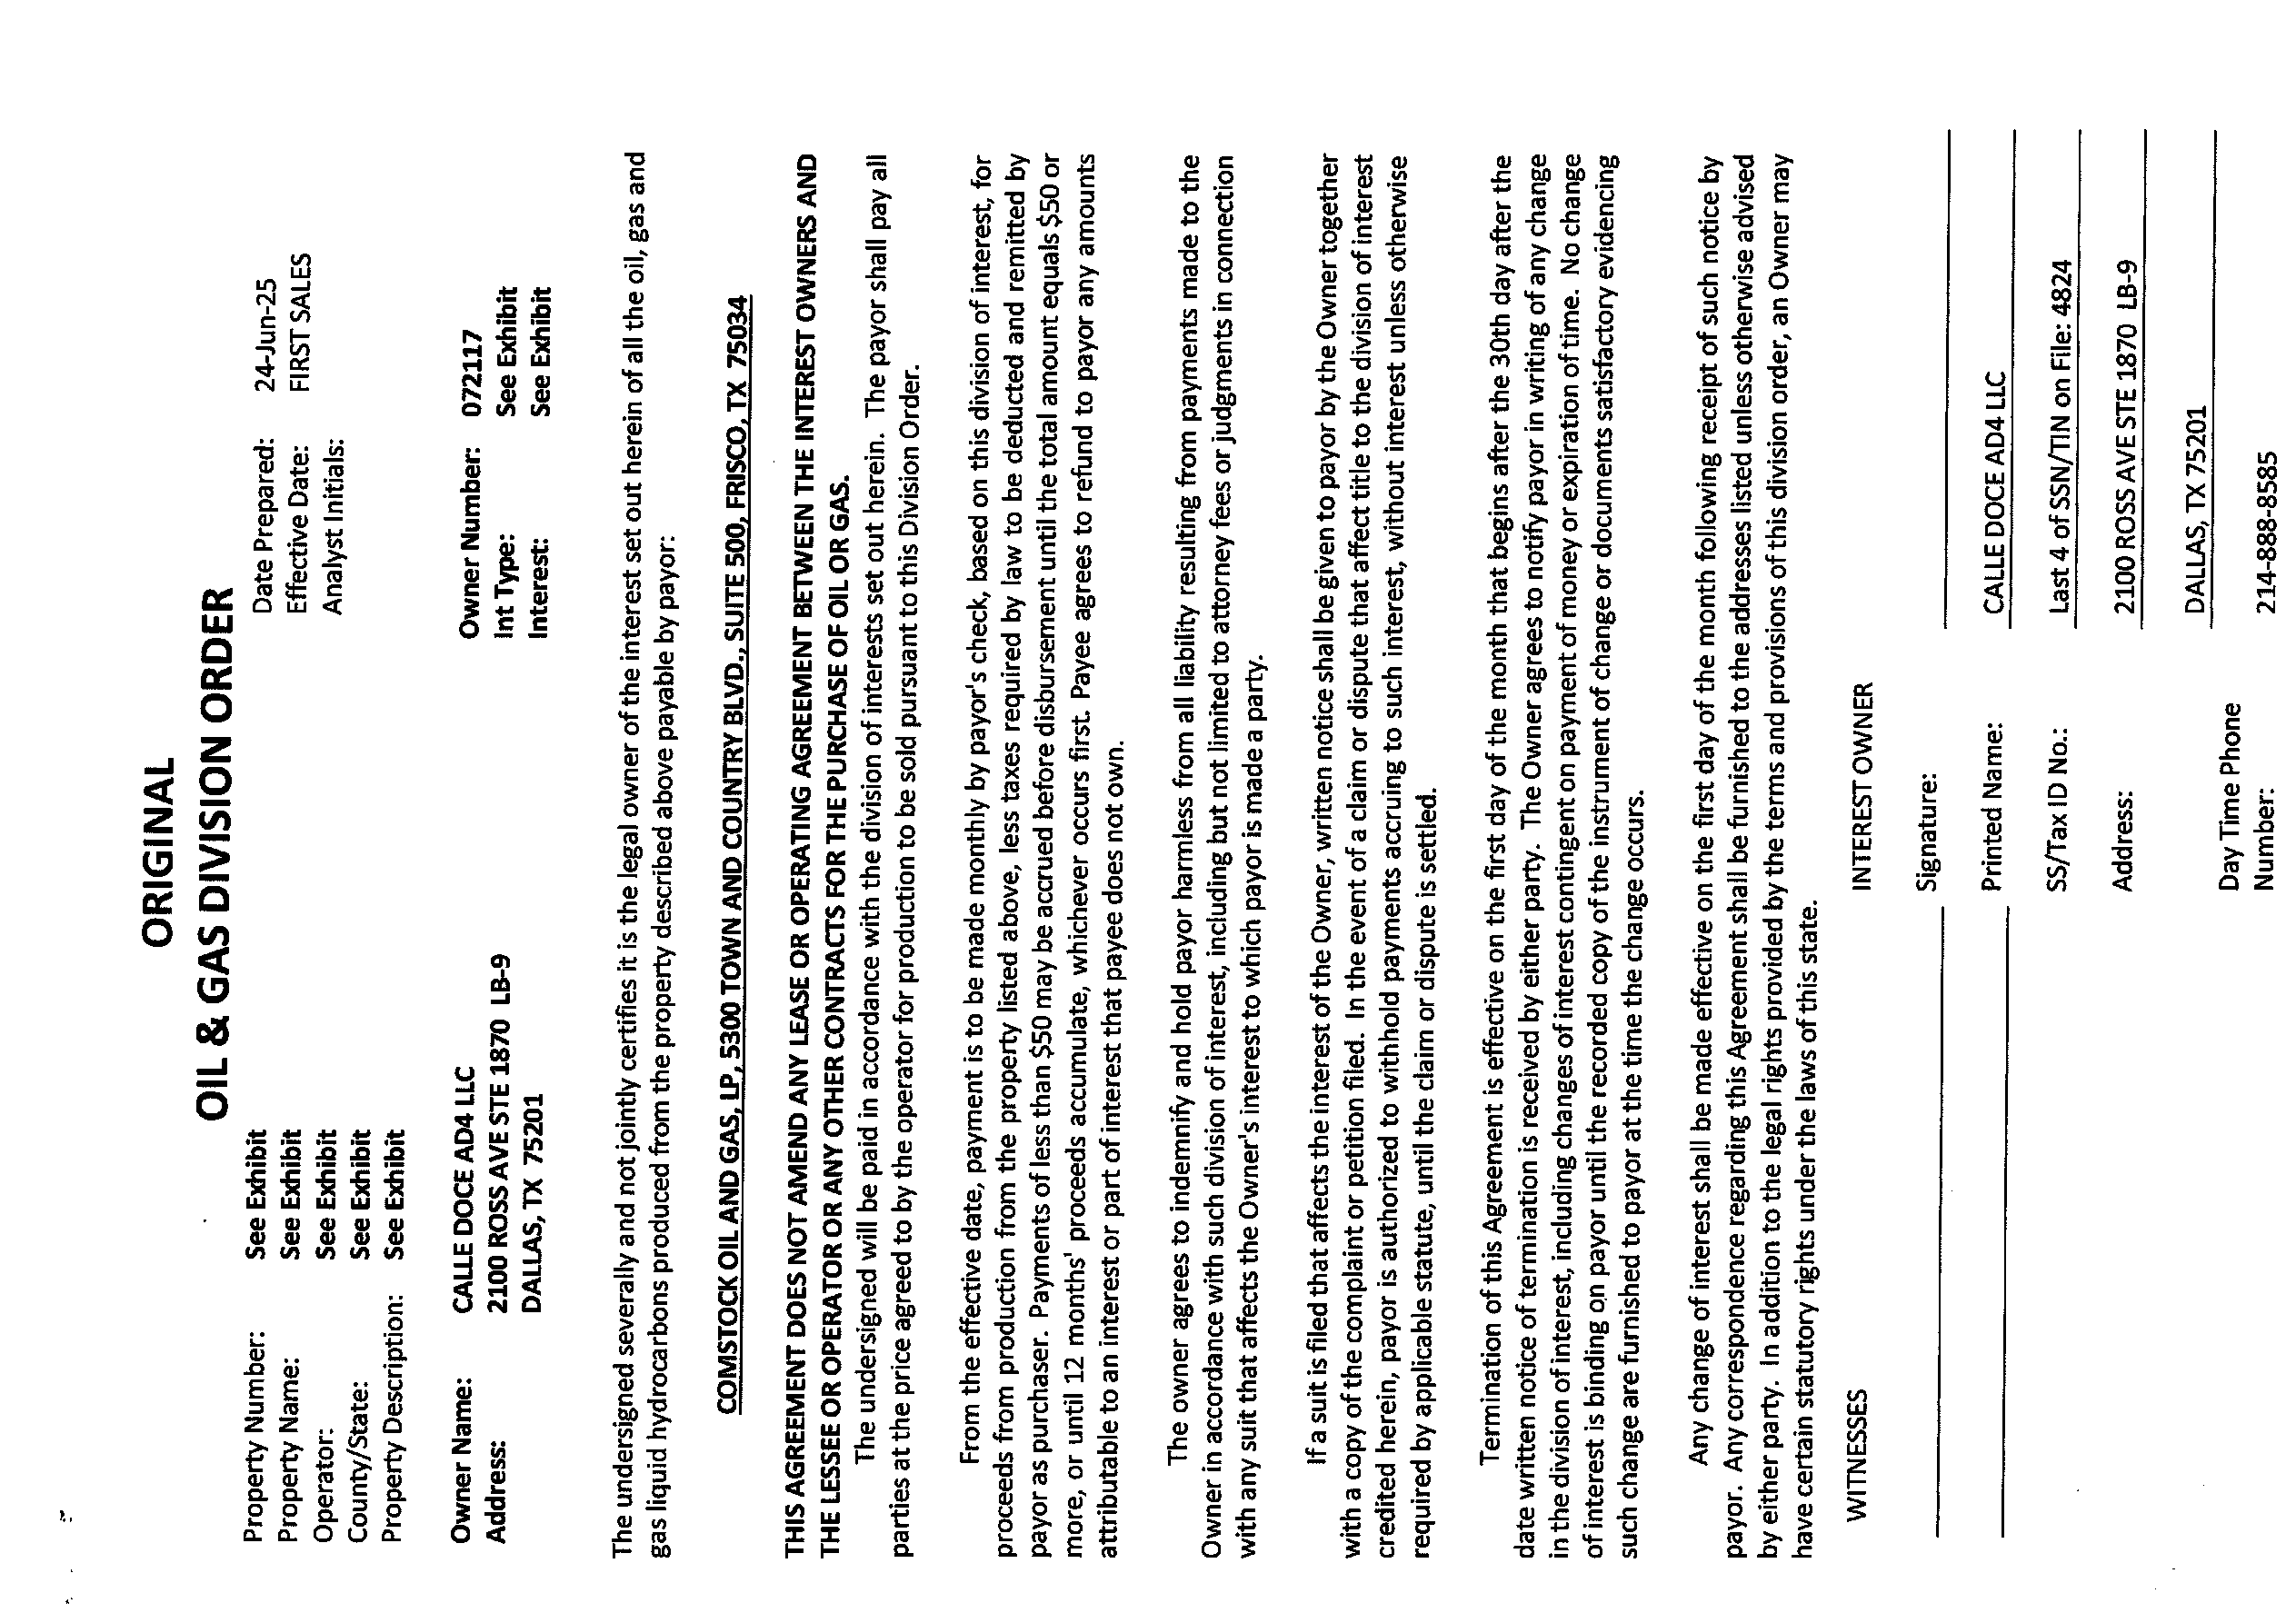 ORIGINAL
OIL & GAS DIVISION ORDER
Property Number: See Exhibit Date Prepared: 24-Jun-25
Property Name: See Exhibit Effective Date: FIRST SALES
Operator: See Exhibit Analyst Initials:
County/State: See Exhibit
Property Description: See Exhibit
Owner Name: CALLE DOCE AD4 LLC Owner Number: 072117
Address: 2100 ROSS AVE STE 1870 LB-9 Int Type: See Exhibit
DALLAS, TX 75201 Interest: See Exhibit
The undersigned severally and not jointly certifies it is the legal owner of the interest set out herein of all the oil, gas and
gas liquid hydrocarbons produced from the property described above payable by payor:
COMSTOCK OIL AND GAS, LP, 5300 TOWN AND COUNTRY BLVD., SUITE 500, FRISCO, TX 75034
THIS AGREEMENT DOES NOT AMEND ANY LEASE OR OPERATING AGREEMENT BETWEEN THE INTEREST OWNERS AND
THE LESSEE OR OPERATOR OR ANY OTHER CONTRACTS FOR THE PURCHASE OF OIL OR GAS.
The undersigned will be paid in accordance with the division of interests set out herein. The payor shall pay all
parties at the price agreed to by the operator for production to be sold pursuant to this Division Order.
From the effective date, payment is to be made monthly by payor's check, based on this division of interest, for
proceeds from production from the property listed above, less taxes required by law to be deducted and remitted by
payor as purchaser. Payments of less than $50 may be accrued before disbursement until the total amount equals $50 or
more, or until 12 months' proceeds accumulate, whichever occurs first. Payee agrees to refund to payor any amounts
attributable to an interest or part of interest that payee does not own.
The owner agrees to indemnify and hold payor harmless from all liability resulting from payments made to the
Owner in accordance with such division of interest, including but not limited to attorney fees or judgments in connection
with any suit that affects the Owner's interest to which payor is made a party.
If a suit is filed that affects the interest of the Owner, written notice shall be given to payor by the Owner together
with a copy of the complaint or petition filed. In the event of a claim or dispute that affect title to the division of interest
credited herein, payor is authorized to withhold payments accruing to such interest, without interest unless otherwise
required by applicable statute, until the claim or dispute is settled.
Termination of this Agreement is effective on the first day of the month that begins after the 30th day after the
date written notice of termination is received by either party. The Owner agrees to notify payor in writing of any change
in the division of interest, including changes of interest contingent on payment of money or expiration of time. No change
of interest is binding on payor until the recorded copy of the instrument of change or documents satisfactory evidencing
such change are furnished to payor at the time the change occurs.
Any change of interest shall be made effective on the first day of the month following receipt of such notice by
payor. Any correspondence regarding this Agreement shall be furnished to the addresses listed unless otherwise advised
by either party. In addition to the legal rights provided by the terms and provisions of this division order, an Owner may
have certain statutory rights under the laws of this state.
WITNESSES INTEREST OWNER
Signature:
Printed Name: CALLE DOCE AD4 LLC
SS/Tax ID No.: Last 4 of SSN/TIN on File: 4824
Address: 2100 ROSS AVE STE 1870 LB-9
DALLAS, TX 75201
Day Time Phone
Number: 214-888-8585